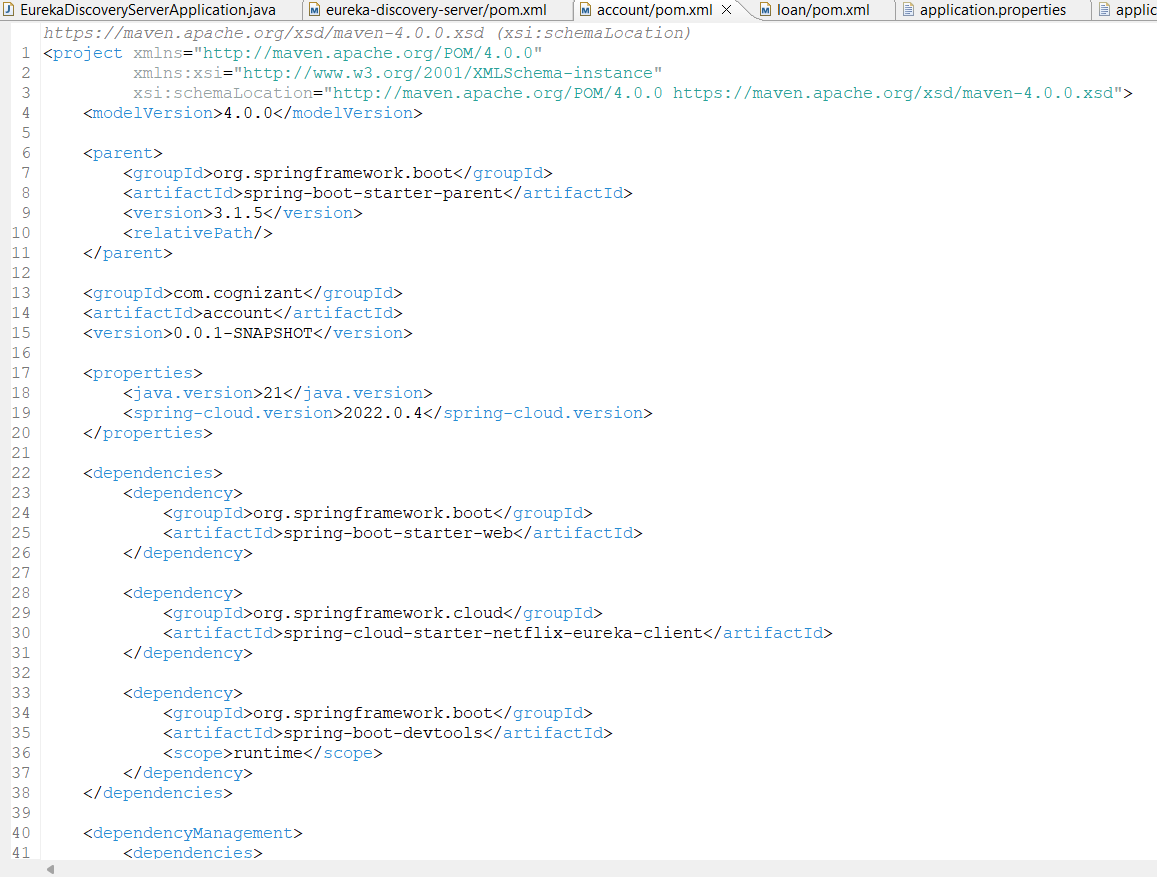 EurekaDiscoveryServerApplication.java eureka-discovery-server/pom.xml account/pom.xml loan/pom.xml application.properties applic
https://maven.apache.org/xsd/maven-4.0.0.xsd (xsi:schemaLocation)
1 <project xmlns="http://maven.apache.org/POM/4.0.0"
2 xmlns:xsi="http://www.w3.org/2001/XMLSchema-instance"
3 xsi:schemaLocation="http://maven.apache.org/POM/4.0.0 https://maven.apache.org/xsd/maven-4.0.0.xsd">
4 <modelVersion>4.0.0</modelVersion>
5
6 <parent>
7 <groupId>org.springframework.boot</groupId>
8 <artifactId>spring-boot-starter-parent</artifactId>
9 <version>3.1.5</version>
10 <relativePath/>
11 </parent>
12
13 <groupId>com.cognizant</groupId>
14 <artifactId>account</artifactId>
15 <version>0.0.1-SNAPSHOT</version>
16
17 <properties>
18 <java.version>21</java.version>
19 <spring-cloud.version>2022.0.4</spring-cloud.version>
20 </properties>
21
22 <dependencies>
23 <dependency>
24 <groupId>org.springframework.boot</groupId>
25 <artifactId>spring-boot-starter-web</artifactId>
26 </dependency>
27
28 <dependency>
29 <groupId>org.springframework.cloud</groupId>
30 <artifactId>spring-cloud-starter-netflix-eureka-client</artifactId>
31 </dependency>
32
33 <dependency>
34 <groupId>org.springframework.boot</groupId>
35 <artifactId>spring-boot-devtools</artifactId>
36 <scope>runtime</scope>
37 </dependency>
38 </dependencies>
39
40 <dependencyManagement>
41 <dependencies>